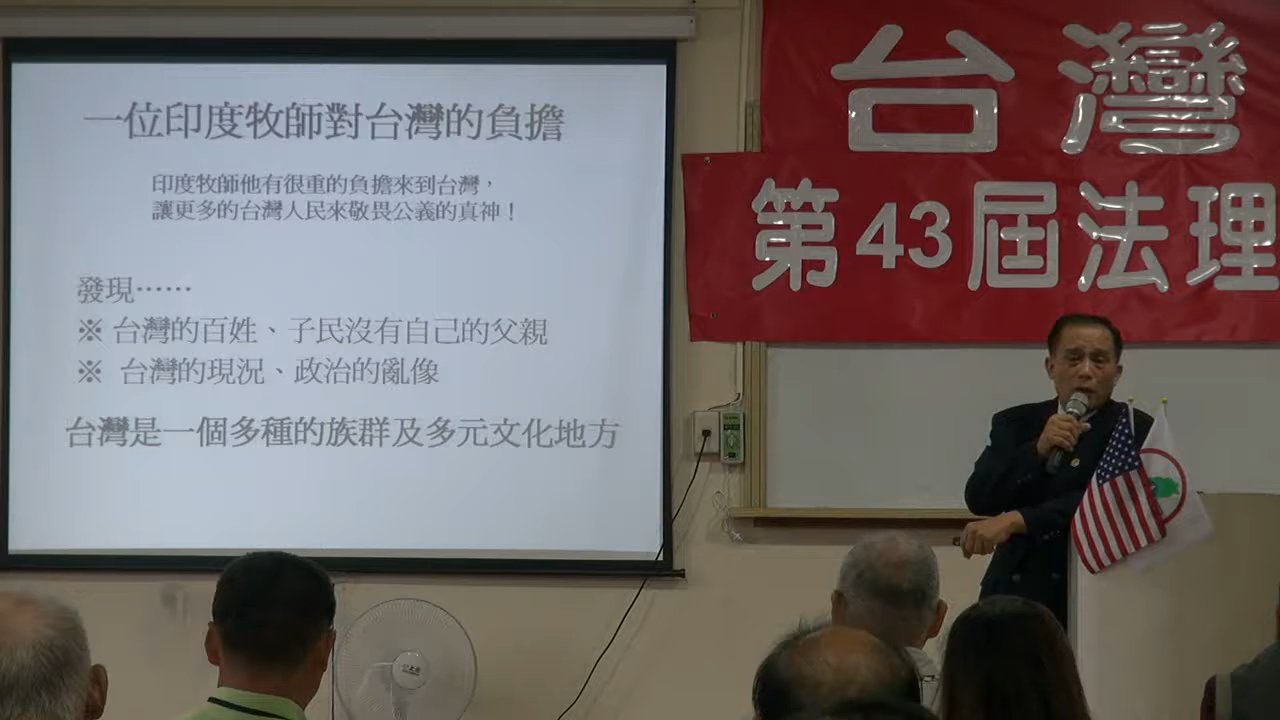 一位印度牧師對台灣的負擔
印度牧師他有很重的負擔來到台灣，
讓更多的台灣人民來敬畏公義的真神！
發現……
※ 台灣的百姓、子民沒有自己的父親
※ 台灣的現況、政治的亂像
台灣是一個多種的族群及多元文化地方
台灣
第43屆法理